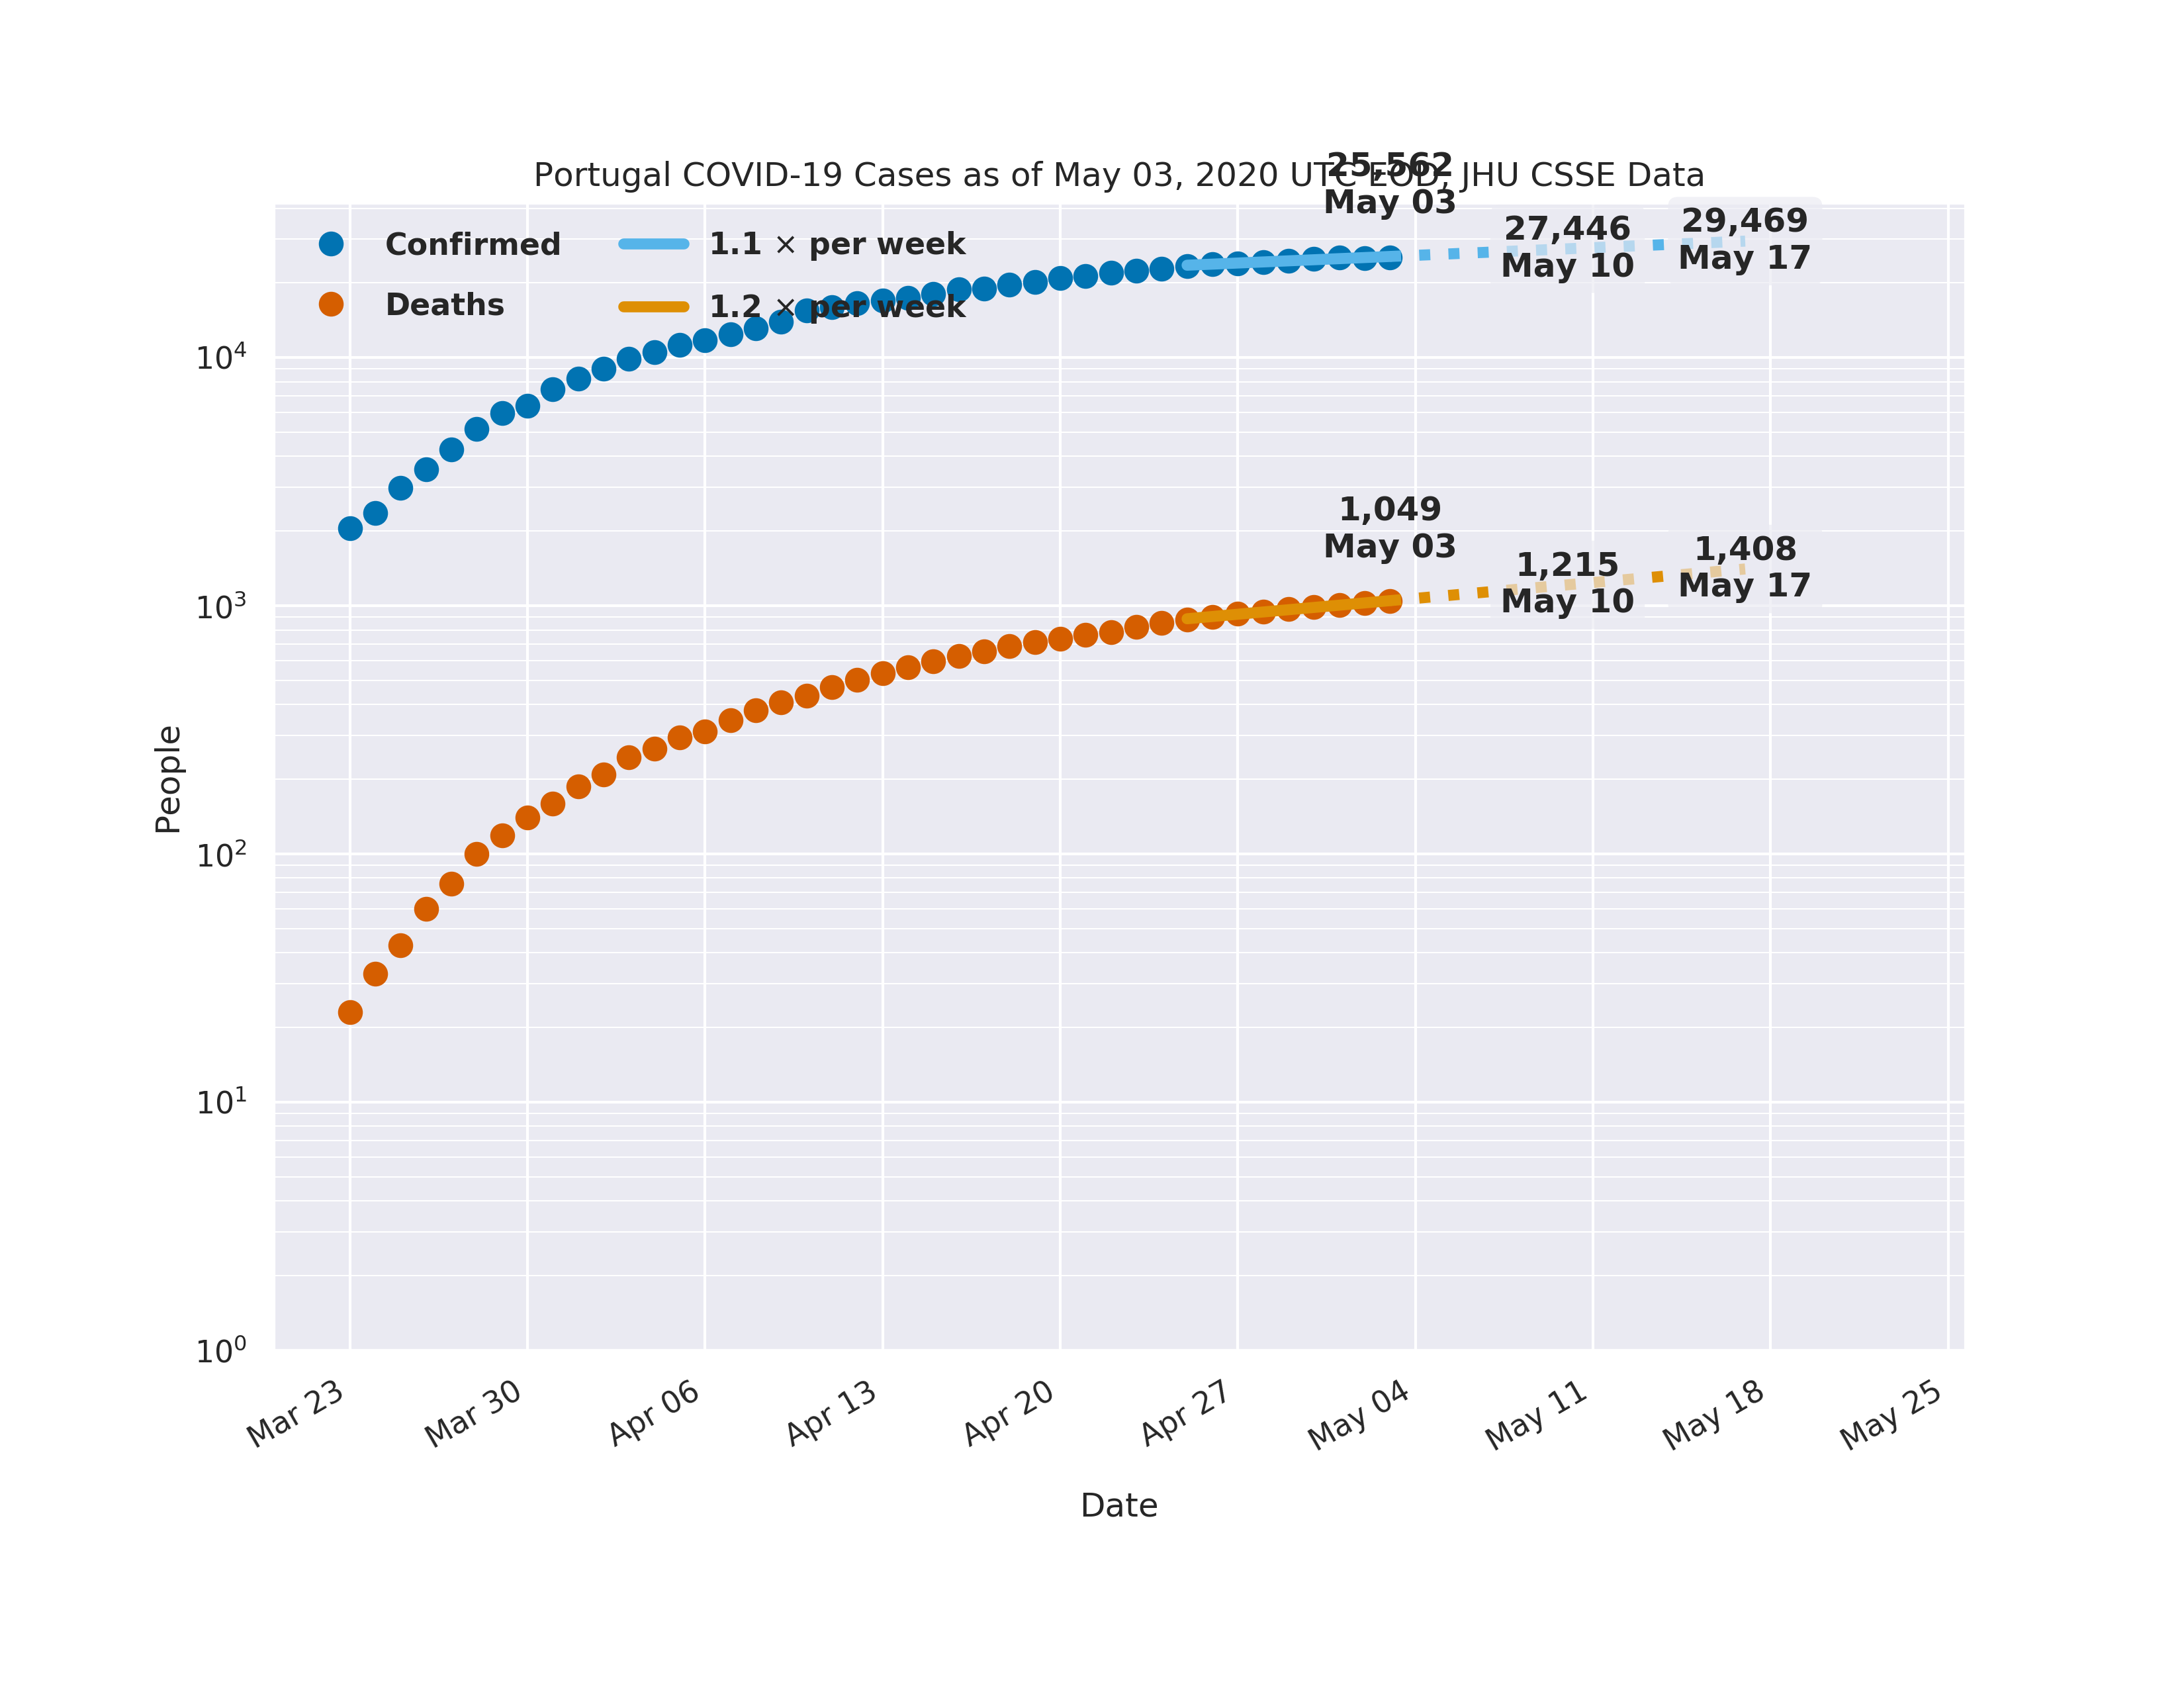 Portugal COVID-19 Cases as of May 03, 2020 UTC EOD, JHU CSSE Data
25,562
May 03
27,446
May 10
29,469
May 17
Confirmed
Deaths
1.1 × per week
1.2 × per week
1,049
May 03
1,215
May 10
1,408
May 17
People
10⁴
10³
10²
10¹
10⁰
Mar 23
Mar 30
Apr 06
Apr 13
Apr 20
Apr 27
May 04
May 11
May 18
May 25
Date